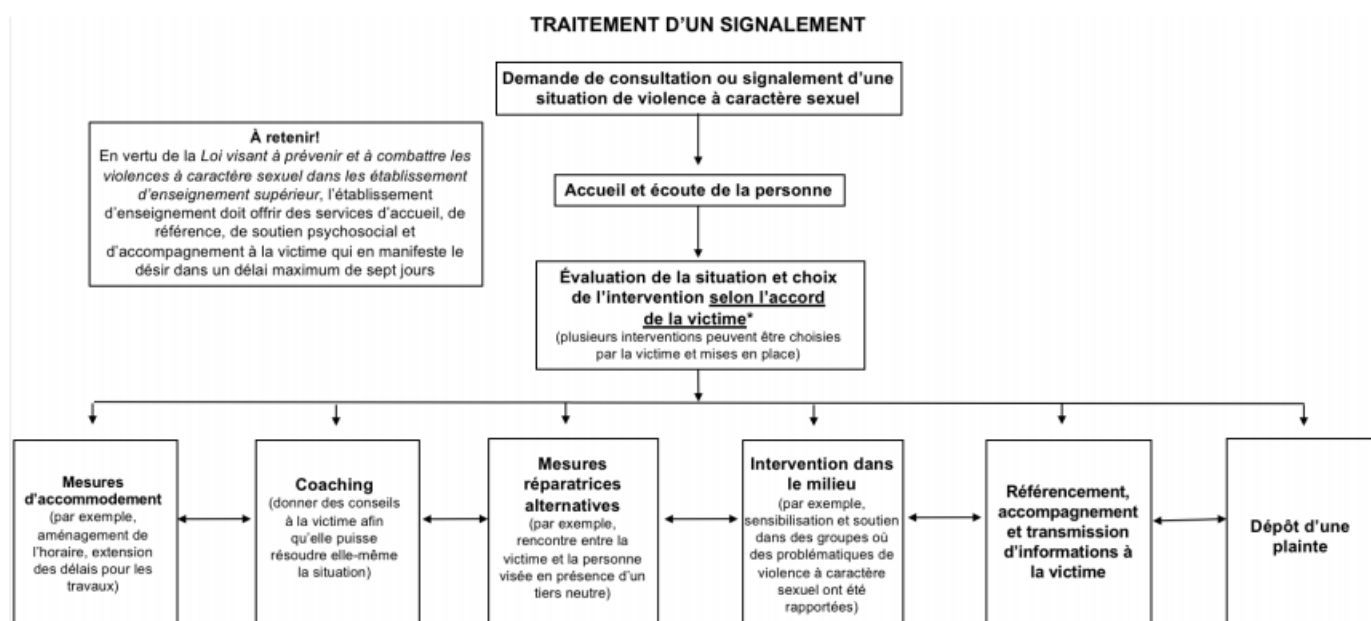 TRAITEMENT D'UN SIGNALEMENT
Demande de consultation ou signalement d'une
situation de violence à caractère sexuel
À retenir!
En vertu de la Loi visant à prévenir et à combattre les
violences à caractère sexuel dans les établissement
d'enseignement supérieur, l'établissement
d'enseignement doit offrir des services d'accueil, de
référence, de soutien psychosocial et
d'accompagnement à la victime qui en manifeste le
désir dans un délai maximum de sept jours
Accueil et écoute de la personne
Évaluation de la situation et choix
de l'intervention selon l'accord
de la victime*
(plusieurs interventions peuvent être choisies
par la victime et mises en place)
Mesures
d'accommodement
(par exemple,
aménagement de
l'horaire, extension
des délais pour les
travaux)
Coaching
(donner des conseils
à la victime afin
qu'elle puisse
résoudre elle-même
la situation)
Mesures
réparatrices
alternatives
(par exemple,
rencontre entre la
victime et la personne
visée en présence d'un
tiers neutre)
Intervention dans
le milieu
(par exemple,
sensibilisation et soutien
dans des groupes où
des problématiques de
violence à caractère
sexuel ont été
rapportées)
Référencement,
accompagnement
et transmission
d'informations à
la victime
Dépôt d'une
plainte